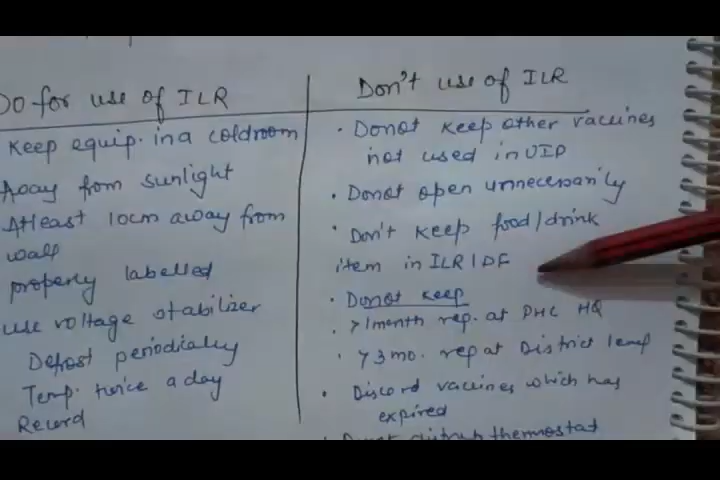 DO for use of ILR
Keep equip. in a coldroom
Away from sunlight
Atleast 10cm away from
wall
properly labelled
use voltage stabilizer
Defrost periodically
Temp. twice a day
Record
Don't use of ILR
· Donot keep other vaccines
not used in UIP
· Donot open unnecessarily
· Don't keep food/drink
item in ILR/DF
· Donot keep
· >1month rep. at PHC HQ
· >3mo. rep at District
· Discord vaccines which has
expired
· Donot thermostat